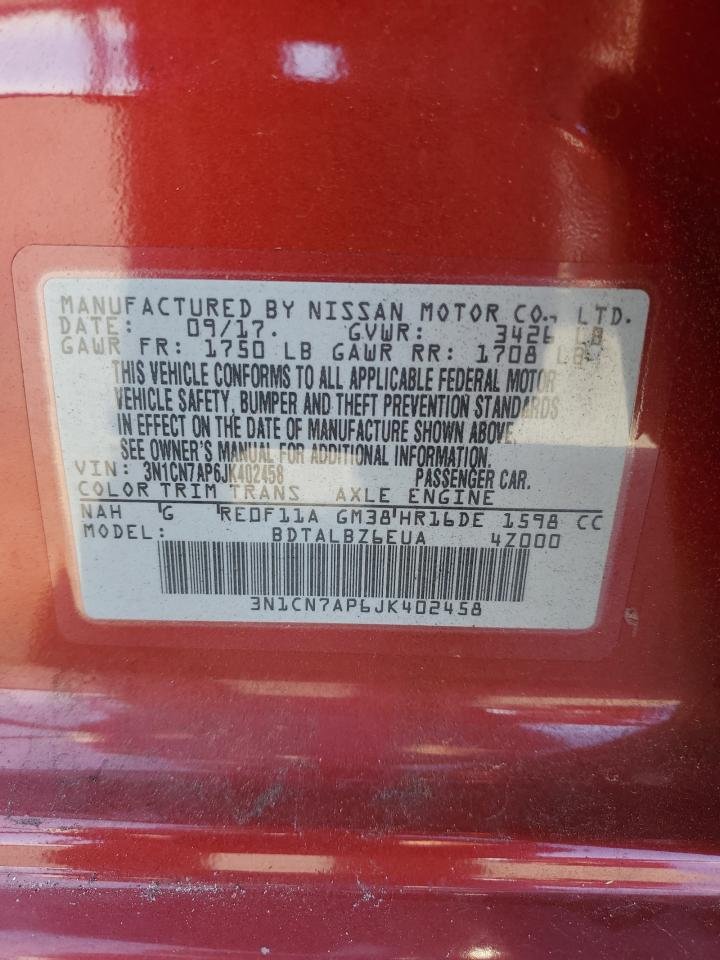 MANUFACTURED BY NISSAN MOTOR CO., LTD.
DATE: 09/17. GVWR: 3426 LB
GAWR FR: 1750 LB GAWR RR: 1708 LB
THIS VEHICLE CONFORMS TO ALL APPLICABLE FEDERAL MOTOR
VEHICLE SAFETY, BUMPER AND THEFT PREVENTION STANDARDS
IN EFFECT ON THE DATE OF MANUFACTURE SHOWN ABOVE.
SEE OWNER'S MANUAL FOR ADDITIONAL INFORMATION.
VIN: 3N1CN7AP6JK402458 PASSENGER CAR.
COLOR TRIM TRANS AXLE ENGINE
NAH G RE0F11A GM38 HR16DE 1598 CC
MODEL: BDTALBZ6EUA 4Z000
3N1CN7AP6JK402458